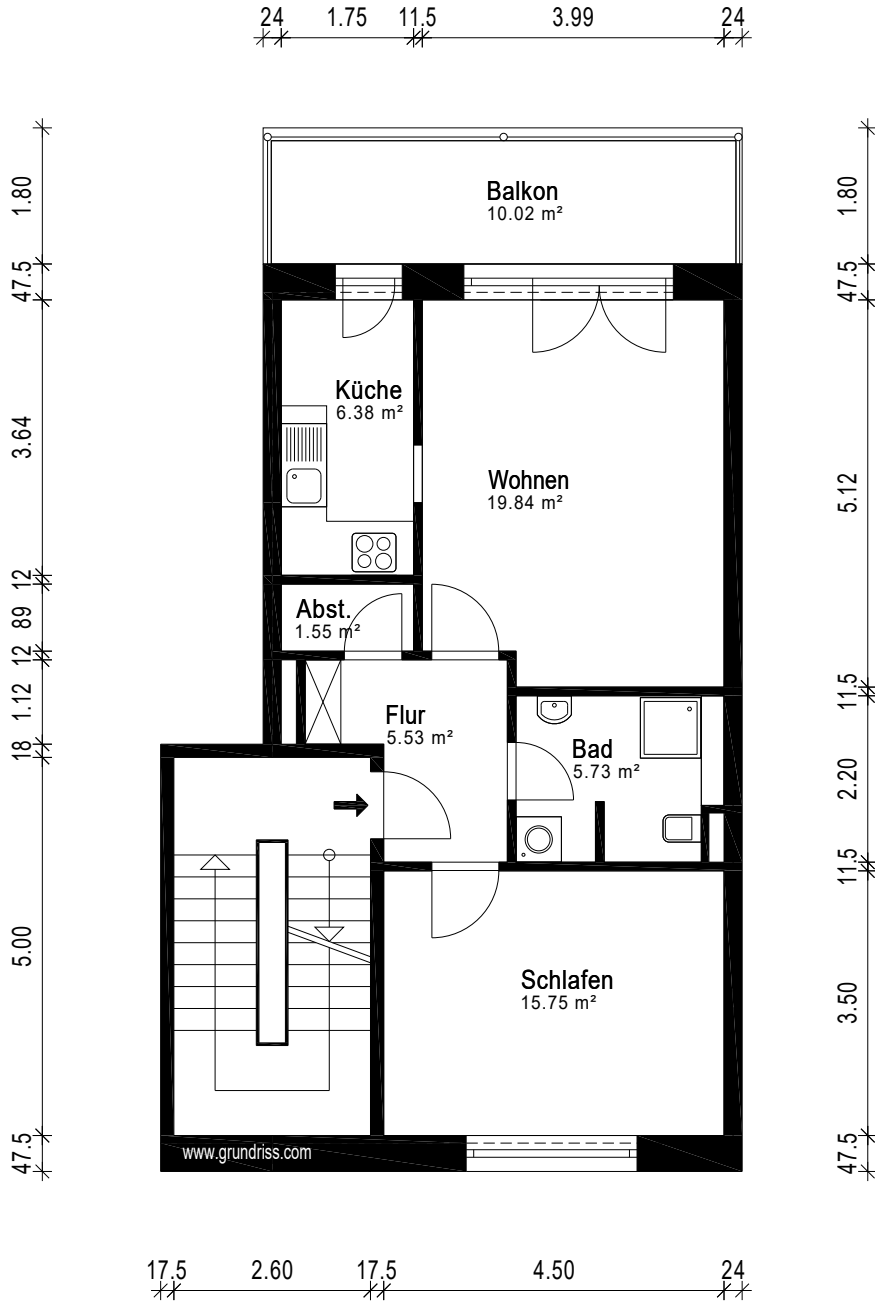 24 1.75 11.5 3.99 24
1.80
1.80
Balkon
10.02 m²
47.5
47.5
Küche
6.38 m²
3.64
Wohnen
19.84 m²
5.12
12
89
Abst.
1.55 m²
12
1.12
11.5
Flur
5.53 m²
18
Bad
5.73 m²
2.20
11.5
5.00
Schlafen
15.75 m²
3.50
47.5
www.grundriss.com
47.5
17.5 2.60 17.5 4.50 24